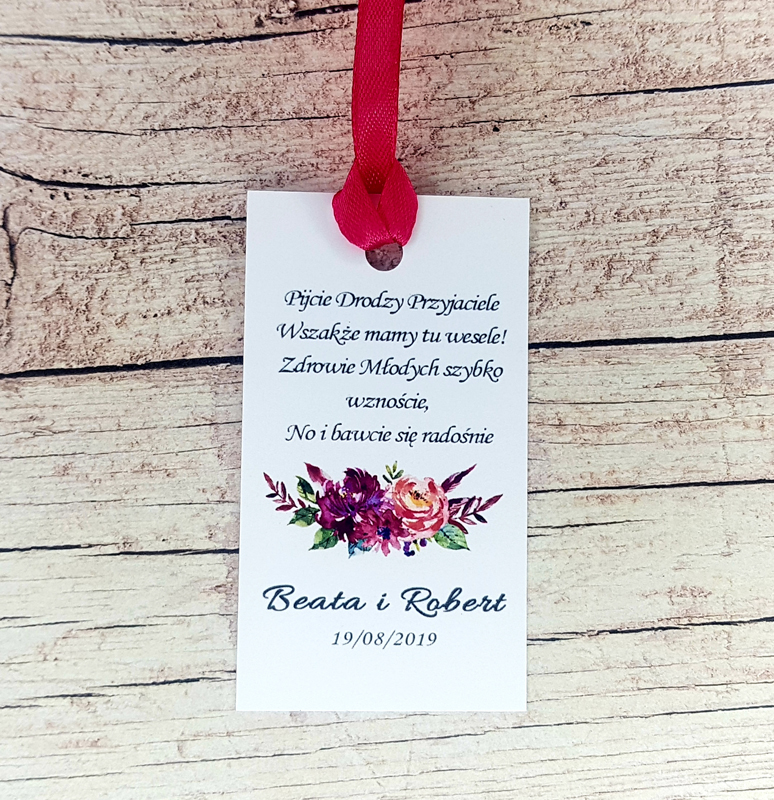 Pijcie Drodzy Przyjaciele
Wszakże mamy tu wesele!
Zdrowie Młodych szybko
wznoście,
No i bawcie się radośnie
Beata i Robert
19/08/2019